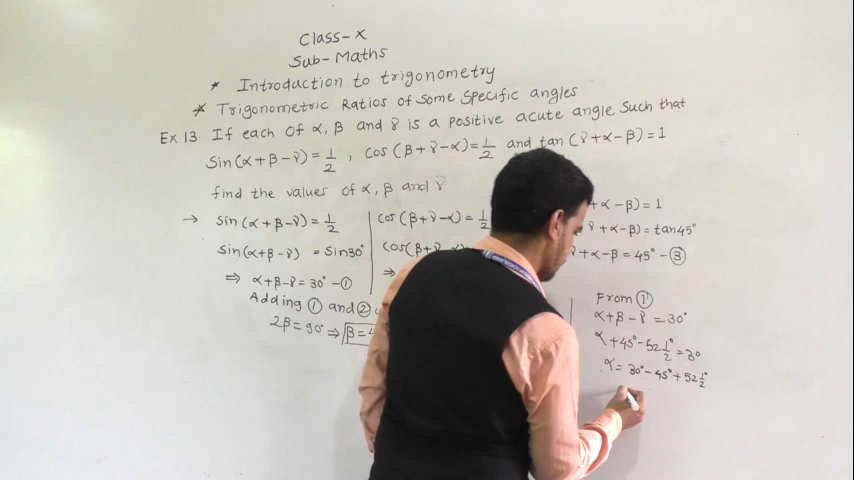 Class-X
Sub-Maths
* Introduction to trigonometry
* Trigonometric Ratios of Some Specific angles
Ex 13. If each of α, β and γ is a positive acute angle Such that
Sin(α+β-γ)=1/2, cos(β+γ-α)=1/2 and tan(γ+α-β)=1
find the values of α, β and γ
→ sin(α+β-γ)=1/2
sin(α+β-γ) = sin30°
⇒ α+β-γ=30° -①
cos(β+γ-α)=1/2
cos(β+γ-α)
⇒
+α-β)=1
γ+α-β)=tan45°
γ+α-β=45° -③
Adding ① and ②
2β=90° ⇒ β=4
From ①
α+β-γ=30°
α+45°-52 1/2°=30
α=30°-45°+52 1/2°